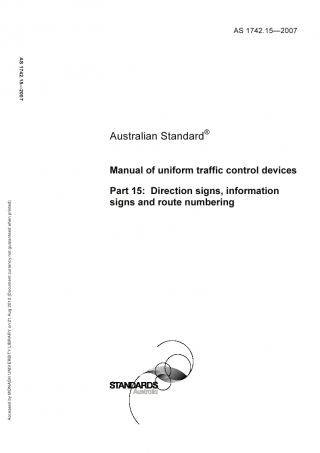 AS 1742.15—2007
AS 1742.15—2007
Australian Standard®
Manual of uniform traffic control devices
Part 15: Direction signs, information
signs and route numbering
Accessed by MONASH UNIVERSITY LIBRARY on 21 Aug 2010 (Document currency not guaranteed when printed)
STANDARDS
Australia